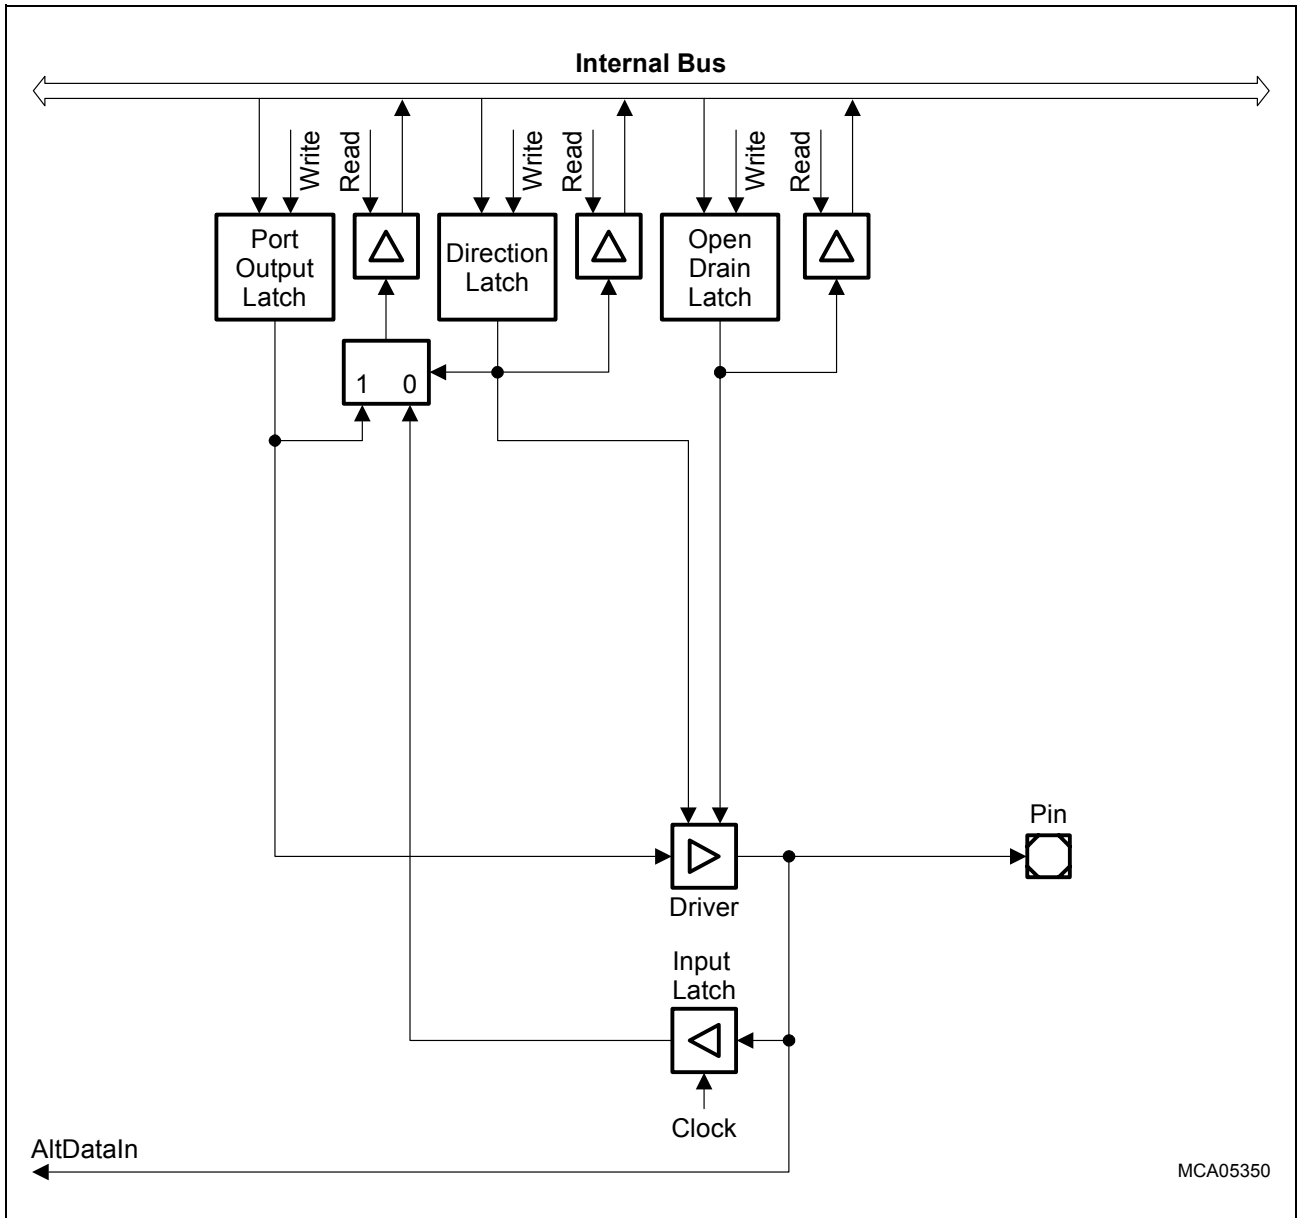 Internal Bus
Write
Read
Write
Read
Write
Read
Port
Output
Latch
Direction
Latch
Open
Drain
Latch
1 0
Pin
Driver
Input
Latch
Clock
AltDataIn
MCA05350